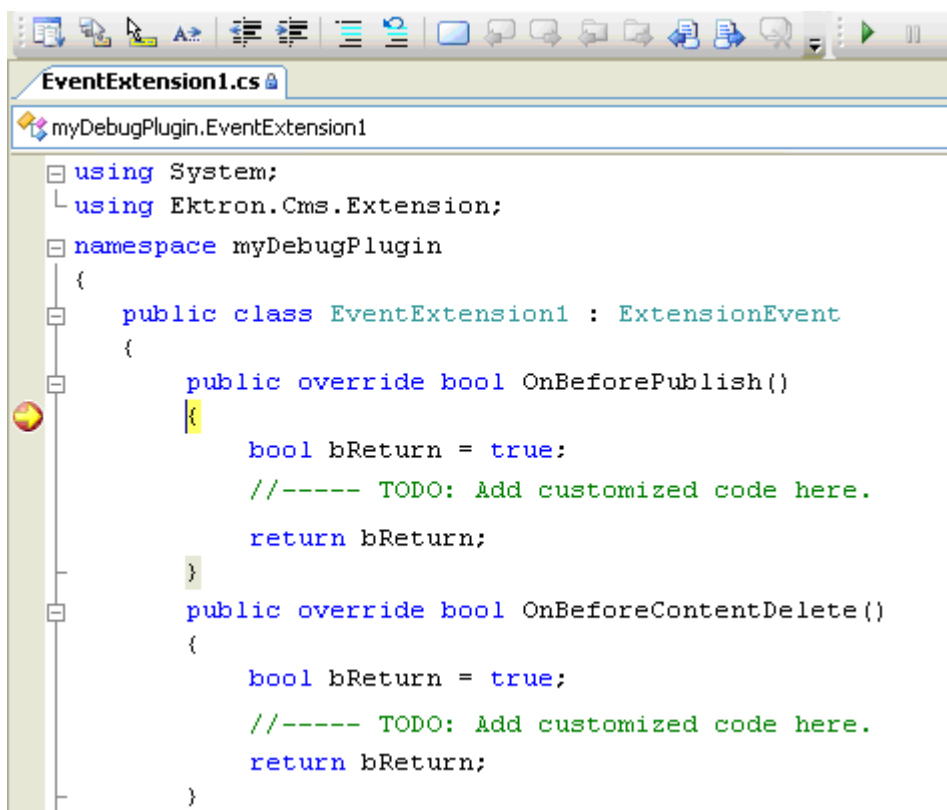 EventExtension1.cs
myDebugPlugin.EventExtension1
using System;
using Ektron.Cms.Extension;
namespace myDebugPlugin
{
public class EventExtension1 : ExtensionEvent
{
public override bool OnBeforePublish()
{
bool bReturn = true;
//----- TODO: Add customized code here.
return bReturn;
}
public override bool OnBeforeContentDelete()
{
bool bReturn = true;
//----- TODO: Add customized code here.
return bReturn;
}